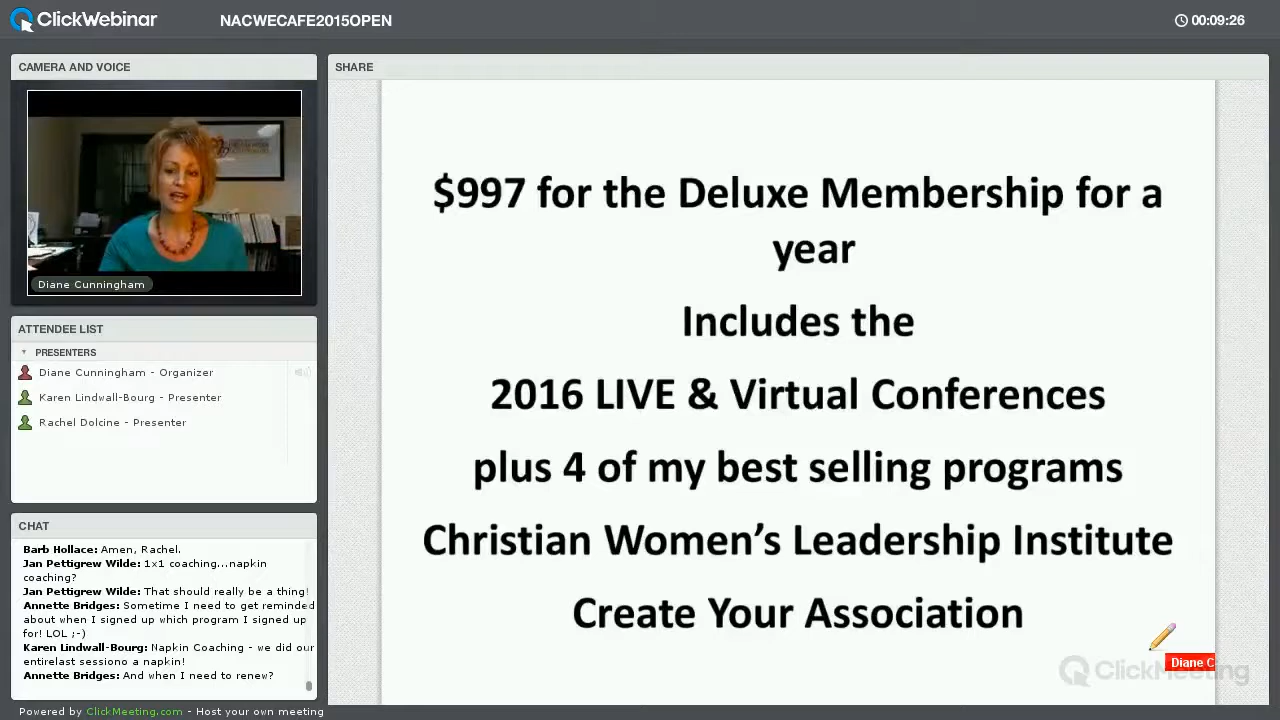 ClickWebinar
NACWECAFE2015OPEN
00:09:26
CAMERA AND VOICE
Diane Cunningham
ATTENDEE LIST
PRESENTERS
Diane Cunningham - Organizer
Karen Lindwall-Bourg - Presenter
Rachel Dolcine - Presenter
CHAT
Barb Hollace: Amen, Rachel.
Jan Pettigrew Wilde: 1x1 coaching...napkin
coaching?
Jan Pettigrew Wilde: That should really be a thing!
Annette Bridges: Sometime I need to get reminded
about when I signed up which program I signed up
for! LOL ;-)
Karen Lindwall-Bourg: Napkin Coaching - we did our
entirelast sessiono a napkin!
Annette Bridges: And when I need to renew?
Powered by ClickMeeting.com - Host your own meeting
SHARE
$997 for the Deluxe Membership for a
year
Includes the
2016 LIVE & Virtual Conferences
plus 4 of my best selling programs
Christian Women’s Leadership Institute
Create Your Association
Diane C
ClickMeeting